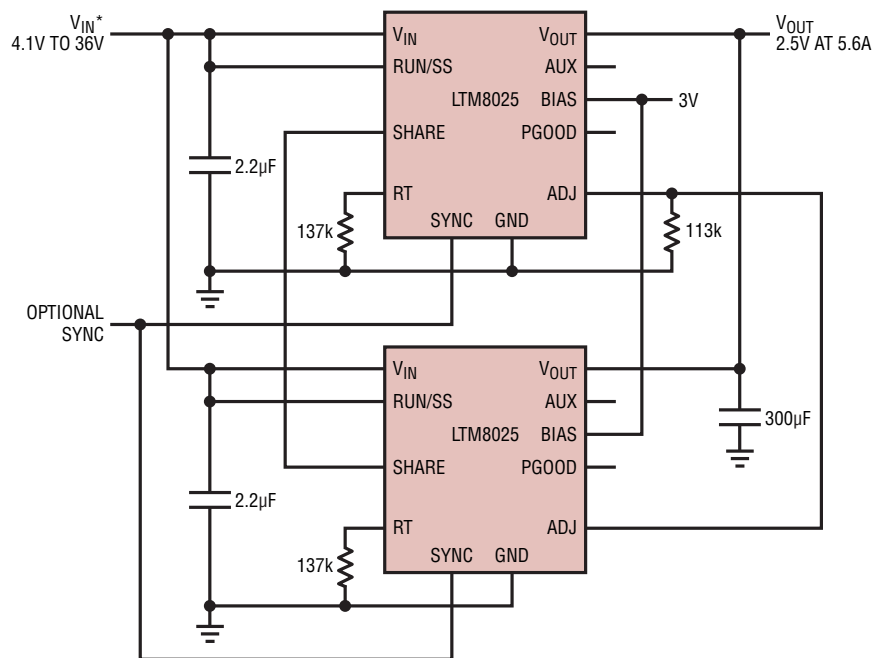 VIN*
4.1V TO 36V
VIN
VOUT
VOUT
2.5V AT 5.6A
RUN/SS
AUX
LTM8025
BIAS
3V
SHARE
PGOOD
2.2µF
RT
ADJ
137k
SYNC
GND
113k
OPTIONAL
SYNC
VIN
VOUT
RUN/SS
AUX
LTM8025
BIAS
300µF
SHARE
PGOOD
2.2µF
RT
ADJ
137k
SYNC
GND